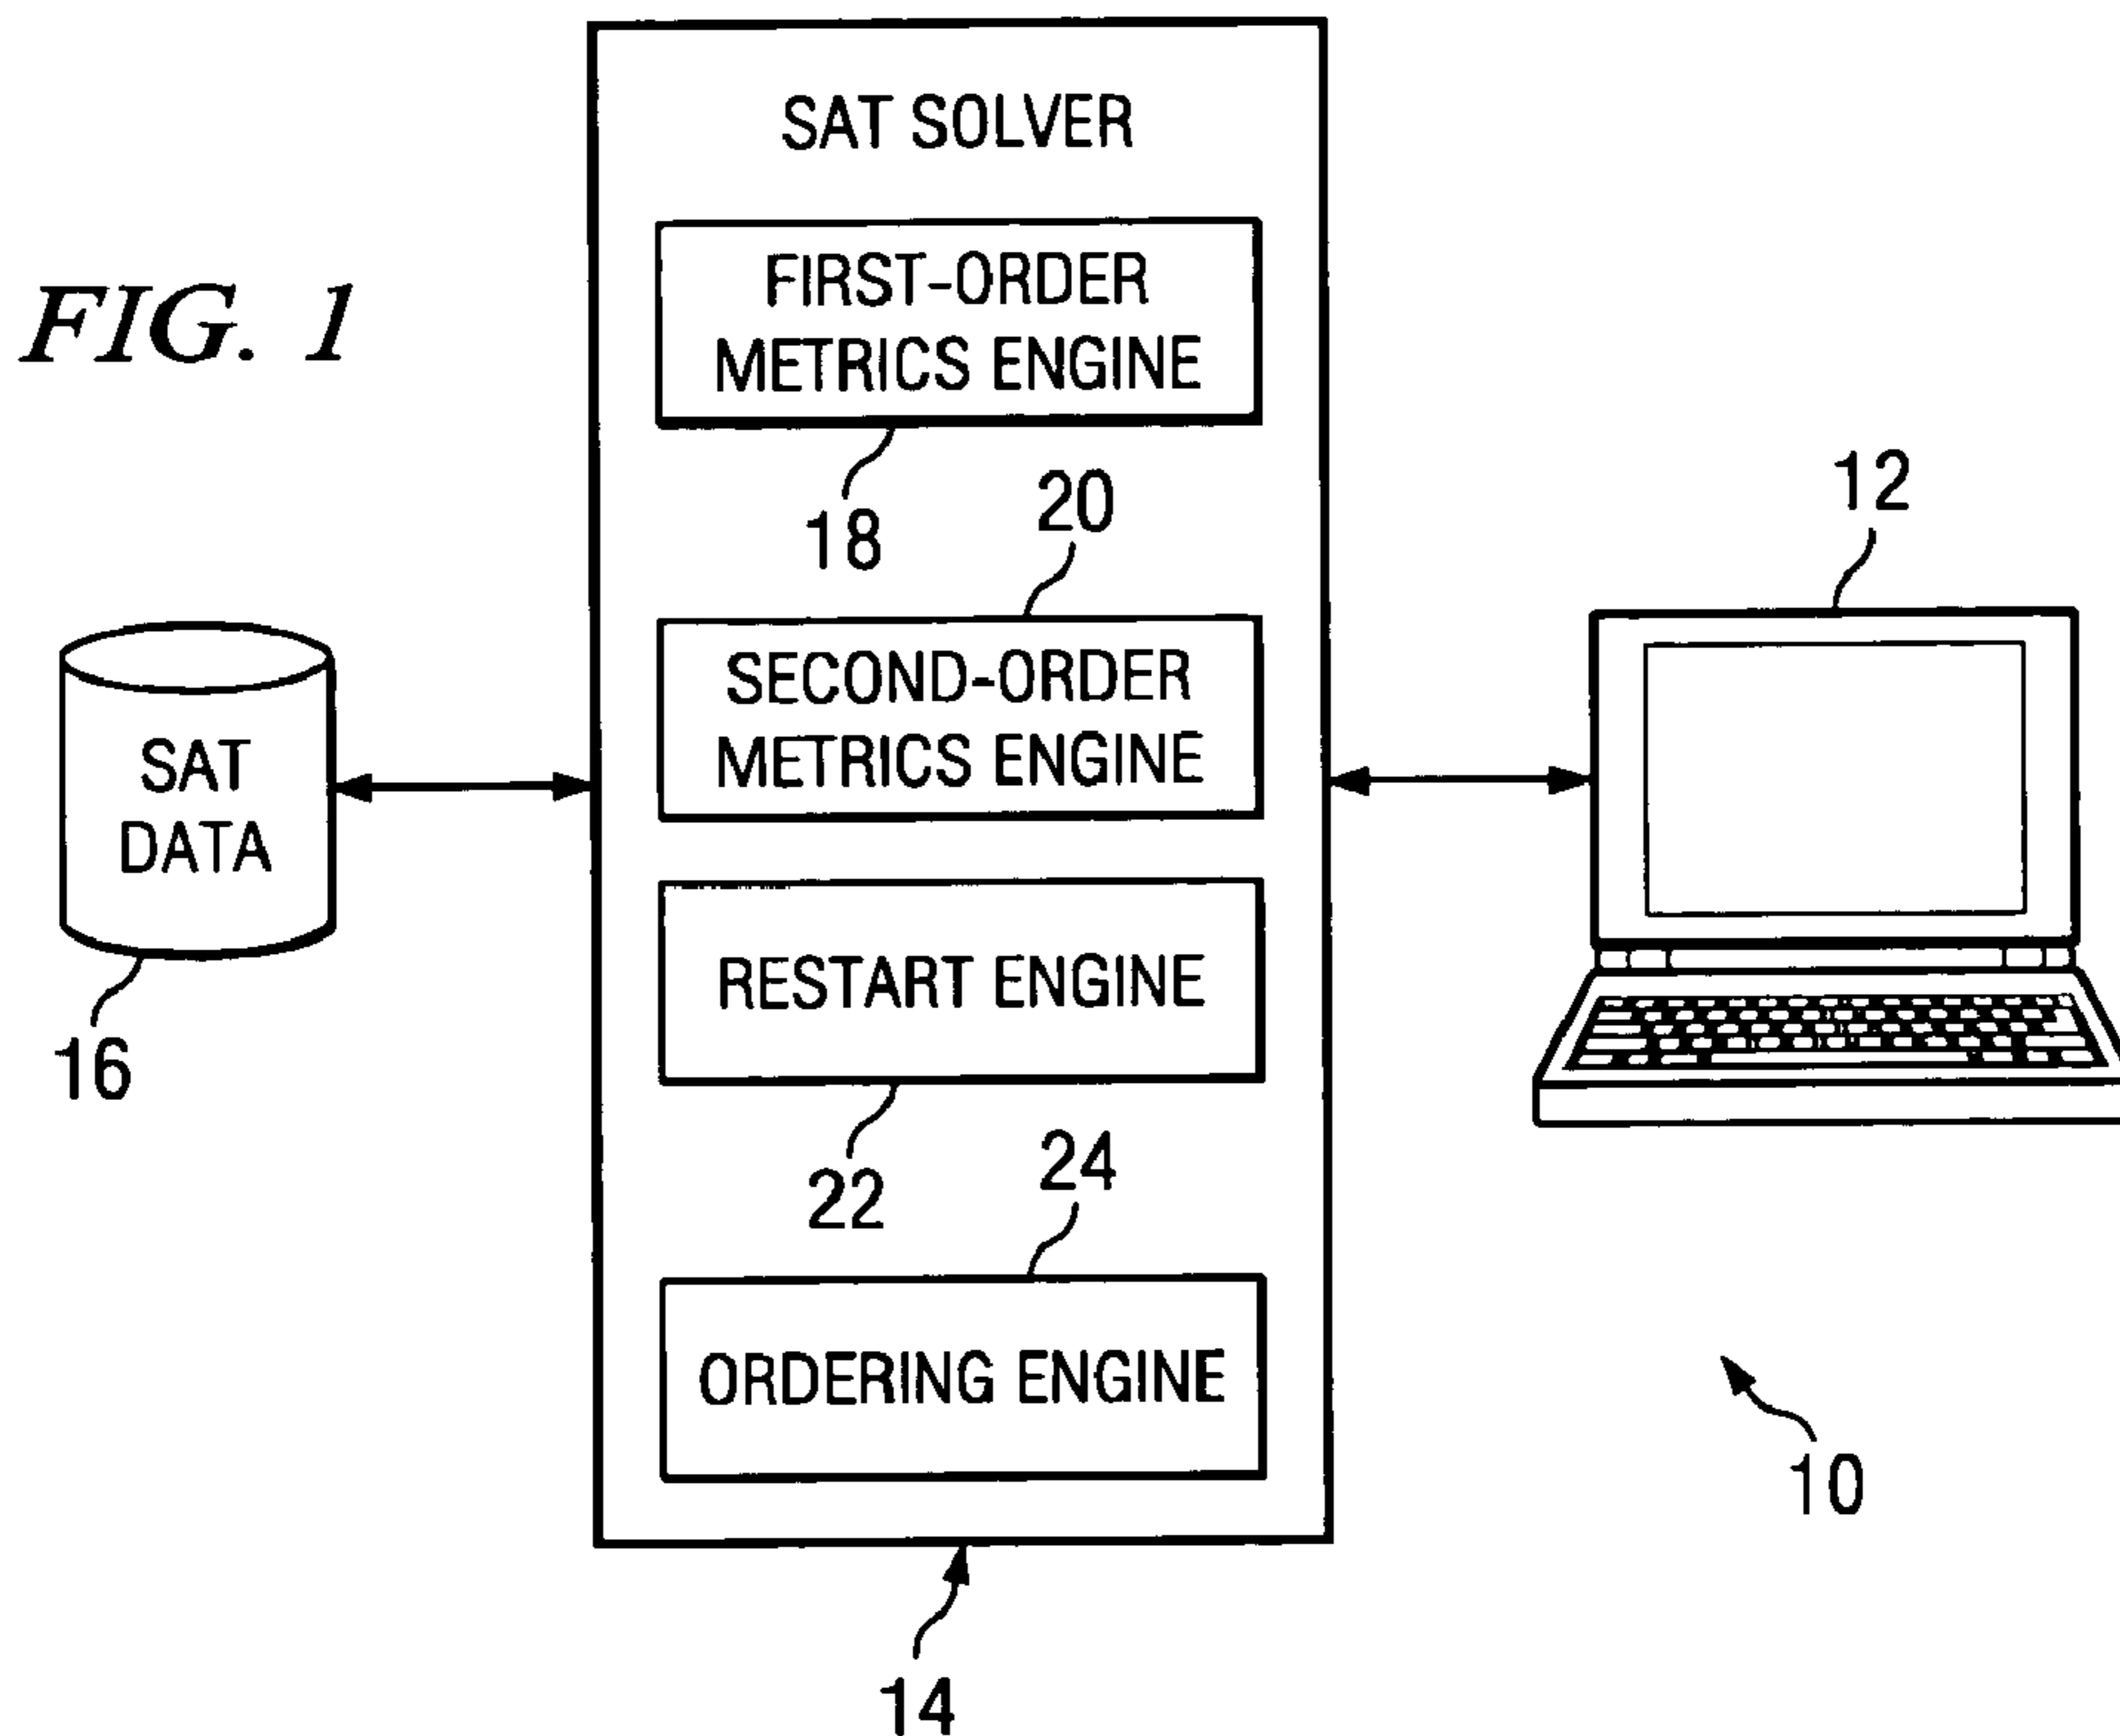 FIG. 1
SAT SOLVER
FIRST-ORDER
METRICS ENGINE
18
20
12
SECOND-ORDER
METRICS ENGINE
SAT
DATA
16
RESTART ENGINE
22
24
ORDERING ENGINE
10
14